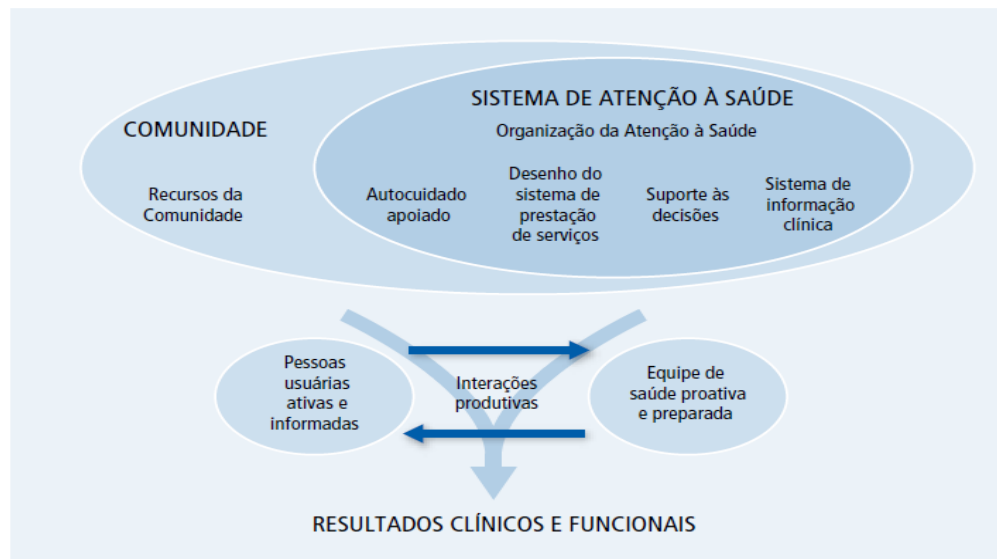 SISTEMA DE ATENÇÃO À SAÚDE
Organização da Atenção à Saúde
COMUNIDADE
Recursos da
Comunidade
Autocuidado
apoiado
Desenho do
sistema de
prestação
de serviços
Suporte às
decisões
Sistema de
informação
clínica
Pessoas
usuárias
ativas e
informadas
Interações
produtivas
Equipe de
saúde proativa
e preparada
RESULTADOS CLÍNICOS E FUNCIONAIS